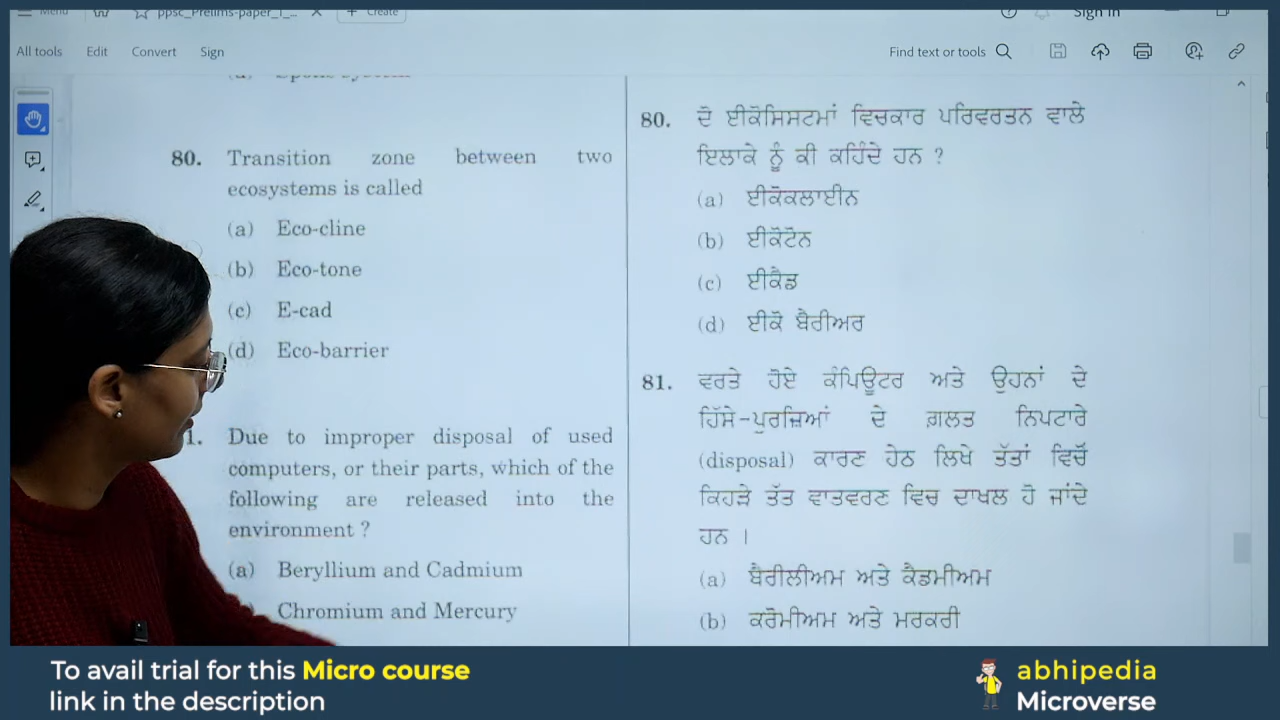 Menu
ppsc_Prelims-paper_1_...
Create
Sign in
All tools
Edit
Convert
Sign
Find text or tools
80. Transition zone between two
ecosystems is called
(a) Eco-cline
(b) Eco-tone
(c) E-cad
(d) Eco-barrier
1. Due to improper disposal of used
computers, or their parts, which of the
following are released into the
environment ?
(a) Beryllium and Cadmium
Chromium and Mercury
80. ਦੋ ਈਕੋਸਿਸਟਮਾਂ ਵਿਚਕਾਰ ਪਰਿਵਰਤਨ ਵਾਲੇ
ਇਲਾਕੇ ਨੂੰ ਕੀ ਕਹਿੰਦੇ ਹਨ ?
(a) ਈਕੋਕਲਾਈਨ
(b) ਈਕੋਟੋਨ
(c) ਈਕੈਡ
(d) ਈਕੋ ਬੈਰੀਅਰ
81. ਵਰਤੇ ਹੋਏ ਕੰਪਿਊਟਰ ਅਤੇ ਉਹਨਾਂ ਦੇ
ਹਿੱਸੇ-ਪੁਰਜ਼ਿਆਂ ਦੇ ਗ਼ਲਤ ਨਿਪਟਾਰੇ
(disposal) ਕਾਰਣ ਹੇਠ ਲਿਖੇ ਤੱਤਾਂ ਵਿਚੋਂ
ਕਿਹੜੇ ਤੱਤ ਵਾਤਵਰਣ ਵਿਚ ਦਾਖਲ ਹੋ ਜਾਂਦੇ
ਹਨ ।
(a) ਬੈਰੀਲੀਅਮ ਅਤੇ ਕੈਡਮੀਅਮ
(b) ਕਰੋਮੀਅਮ ਅਤੇ ਮਰਕਰੀ
To avail trial for this Micro course
link in the description
abhipedia
Microverse